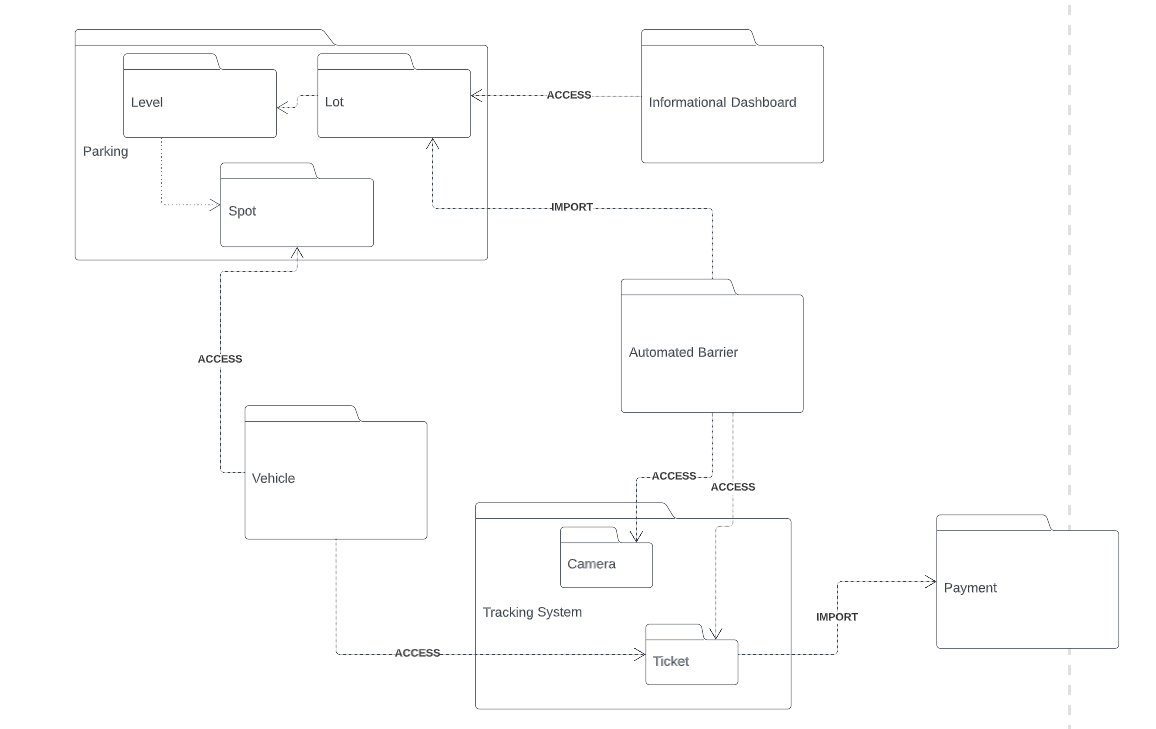 Level
Lot
ACCESS
Informational Dashboard
Parking
Spot
IMPORT
ACCESS
Automated Barrier
Vehicle
ACCESS
ACCESS
Camera
Tracking System
Payment
IMPORT
ACCESS
Ticket